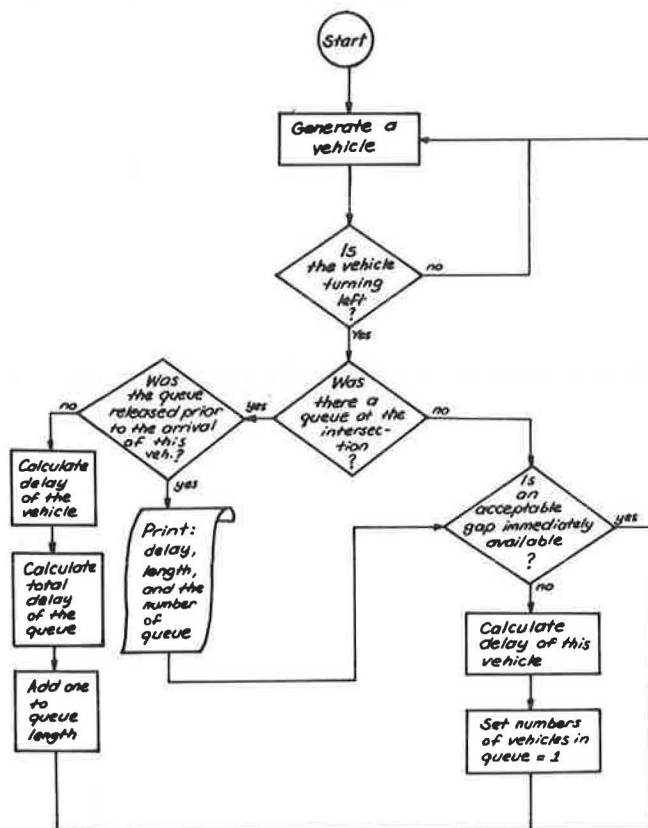 Start
Generate a
vehicle
Is
the vehicle
turning
left
?
no
Yes
Was
there a
queue at the
intersec-
tion
?
yes
no
Was
the queue
released prior
to the arrival
of this
veh.?
no
yes
Calculate
delay
of the
vehicle
Calculate
total
delay
of the
queue
Add one
to
queue
length
Print:
delay,
length,
and the
number
of
queue
Is
an
acceptable
gap immediately
available
?
yes
no
Calculate
delay of this
vehicle
Set numbers
of vehicles in
queue = 1